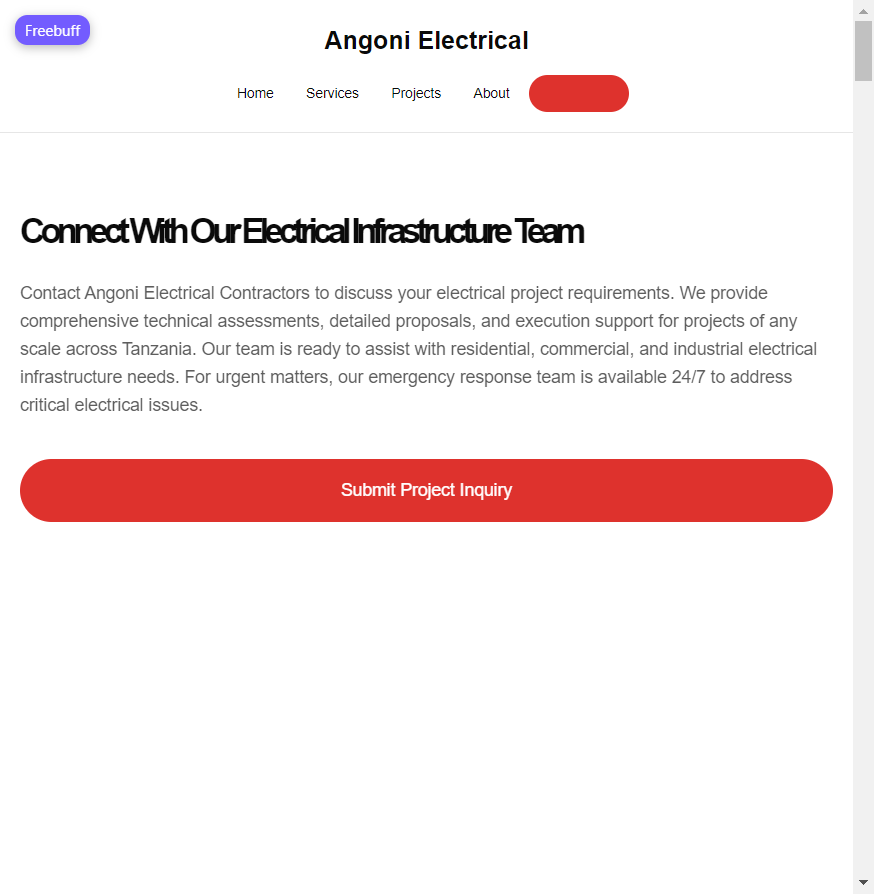 Freebuff
Angoni Electrical
Home Services Projects About
Connect With Our Electrical Infrastructure Team
Contact Angoni Electrical Contractors to discuss your electrical project requirements. We provide
comprehensive technical assessments, detailed proposals, and execution support for projects of any
scale across Tanzania. Our team is ready to assist with residential, commercial, and industrial electrical
infrastructure needs. For urgent matters, our emergency response team is available 24/7 to address
critical electrical issues.
Submit Project Inquiry